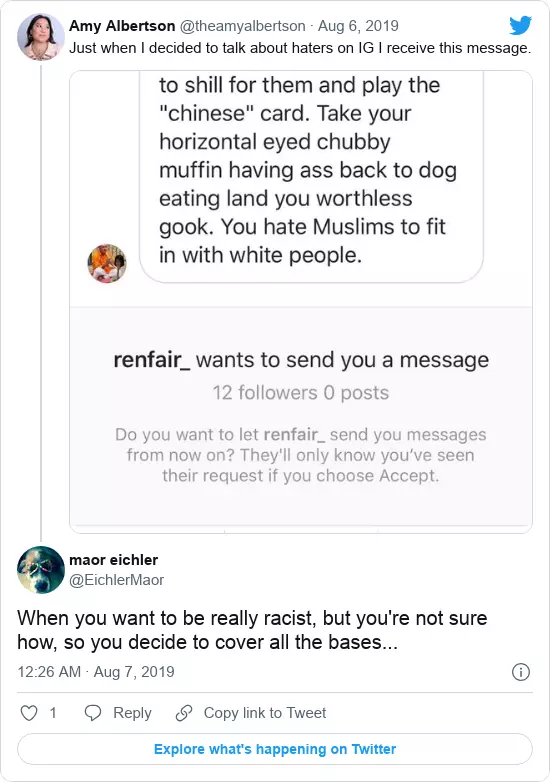 Amy Albertson @theamyalbertson · Aug 6, 2019
Just when I decided to talk about haters on IG I receive this message.
to shill for them and play the
"chinese" card. Take your
horizontal eyed chubby
muffin having ass back to dog
eating land you worthless
gook. You hate Muslims to fit
in with white people.
renfair_ wants to send you a message
12 followers 0 posts
Do you want to let renfair_ send you messages
from now on? They'll only know you've seen
their request if you choose Accept.
maor eichler
@EichlerMaor
When you want to be really racist, but you're not sure
how, so you decide to cover all the bases...
12:26 AM · Aug 7, 2019
1 Reply Copy link to Tweet
Explore what's happening on Twitter